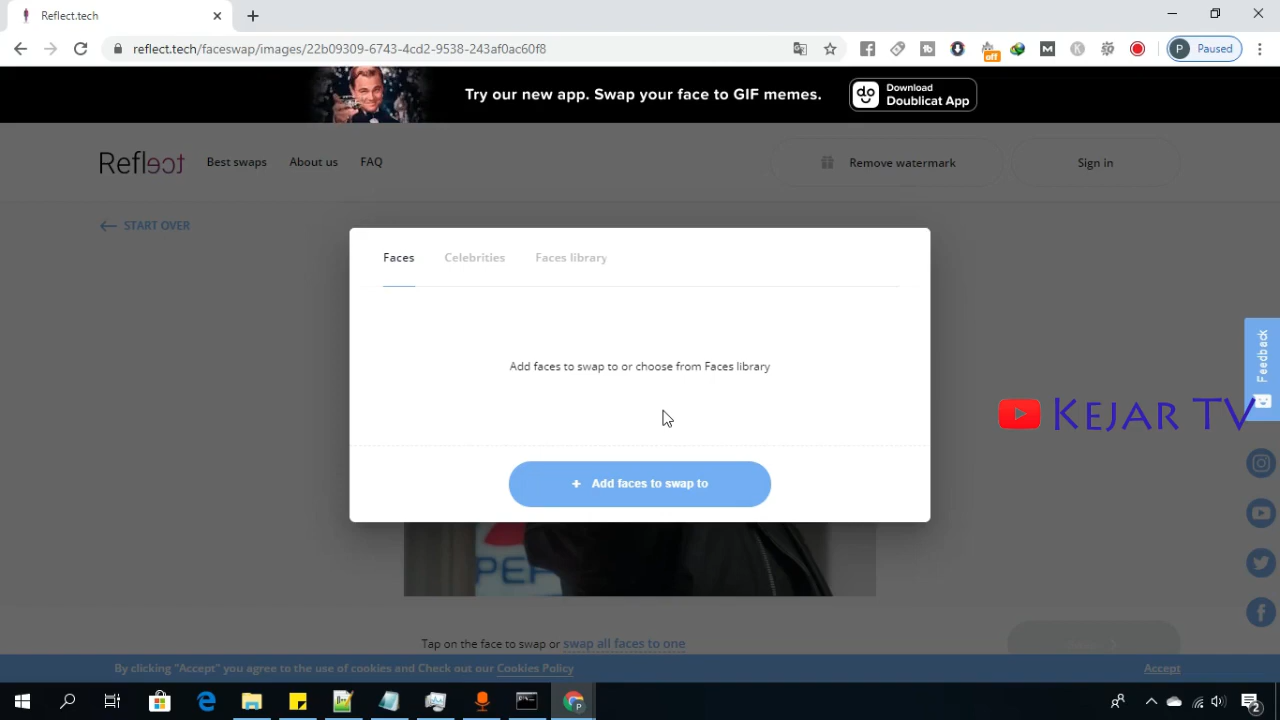 Reflect.tech
reflect.tech/faceswap/images/22b09309-6743-4cd2-9538-243af0ac60f8
off
P Paused
Try our new app. Swap your face to GIF memes.
Download
Doublicat App
Reflect
Best swaps
About us
FAQ
Remove watermark
Sign in
START OVER
Faces
Celebrities
Faces library
Add faces to swap to or choose from Faces library
+ Add faces to swap to
Feedback
KEJAR TV
PEPS
Tap on the face to swap or swap all faces to one
By clicking "Accept" you agree to the use of cookies and Check out our Cookies Policy
Accept
2